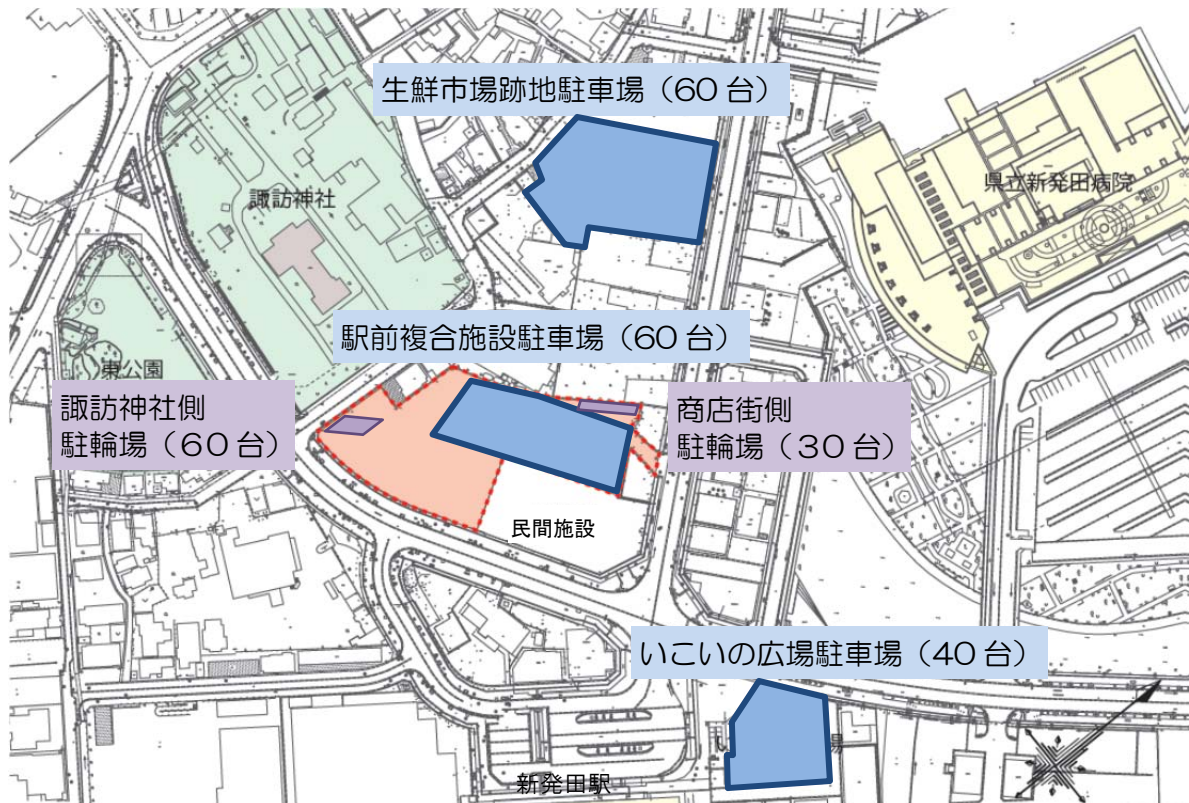 生鮮市場跡地駐車場（60台）
県立新発田病院
諏訪神社
駅前複合施設駐車場（60台）
東公園
諏訪神社側
駐輪場（60台）
商店街側
駐輪場（30台）
民間施設
いこいの広場駐車場（40台）
場
新発田駅